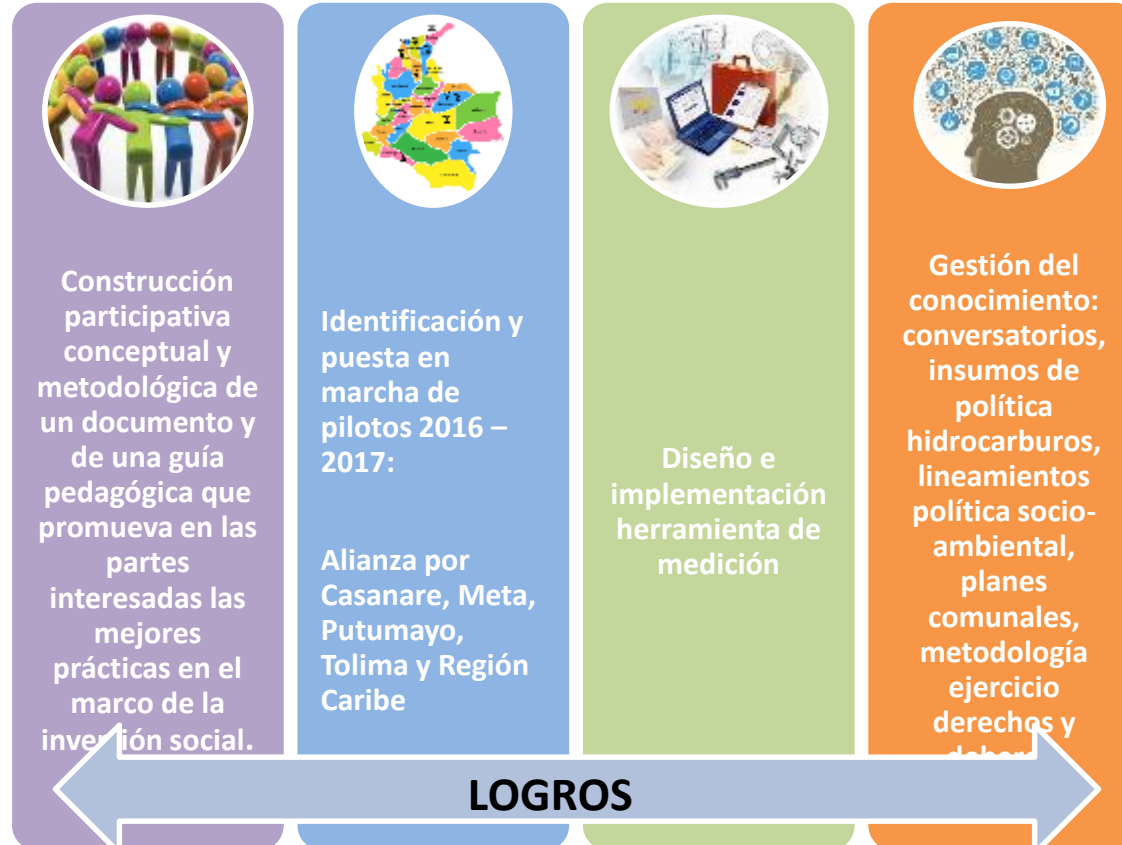 Construcción
participativa
conceptual y
metodológica de
un documento y
de una guía
pedagógica que
promueva en las
partes
interesadas las
mejores
prácticas en el
marco de la
inversión social.
Identificación y
puesta en
marcha de
pilotos 2016 –
2017:
Alianza por
Casanare, Meta,
Putumayo,
Tolima y Región
Caribe
Diseño e
implementación
herramienta de
medición
Gestión del
conocimiento:
conversatorios,
insumos de
política
hidrocarburos,
lineamientos
política socio-
ambiental,
planes
comunales,
metodología
ejercicio
derechos y
LOGROS